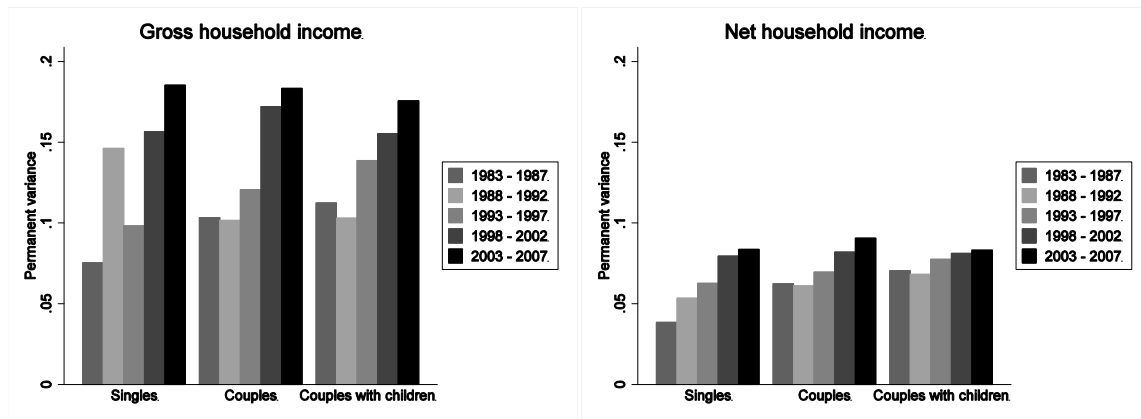 Gross household income.
Permanent variance
.2
.15
.1
.05
0
Singles.
Couples.
Couples with children.
1983 - 1987.
1988 - 1992.
1993 - 1997.
1998 - 2002.
2003 - 2007.
Net household income.
Permanent variance
.2
.15
.1
.05
0
Singles.
Couples.
Couples with children.
1983 - 1987.
1988 - 1992.
1993 - 1997.
1998 - 2002.
2003 - 2007.